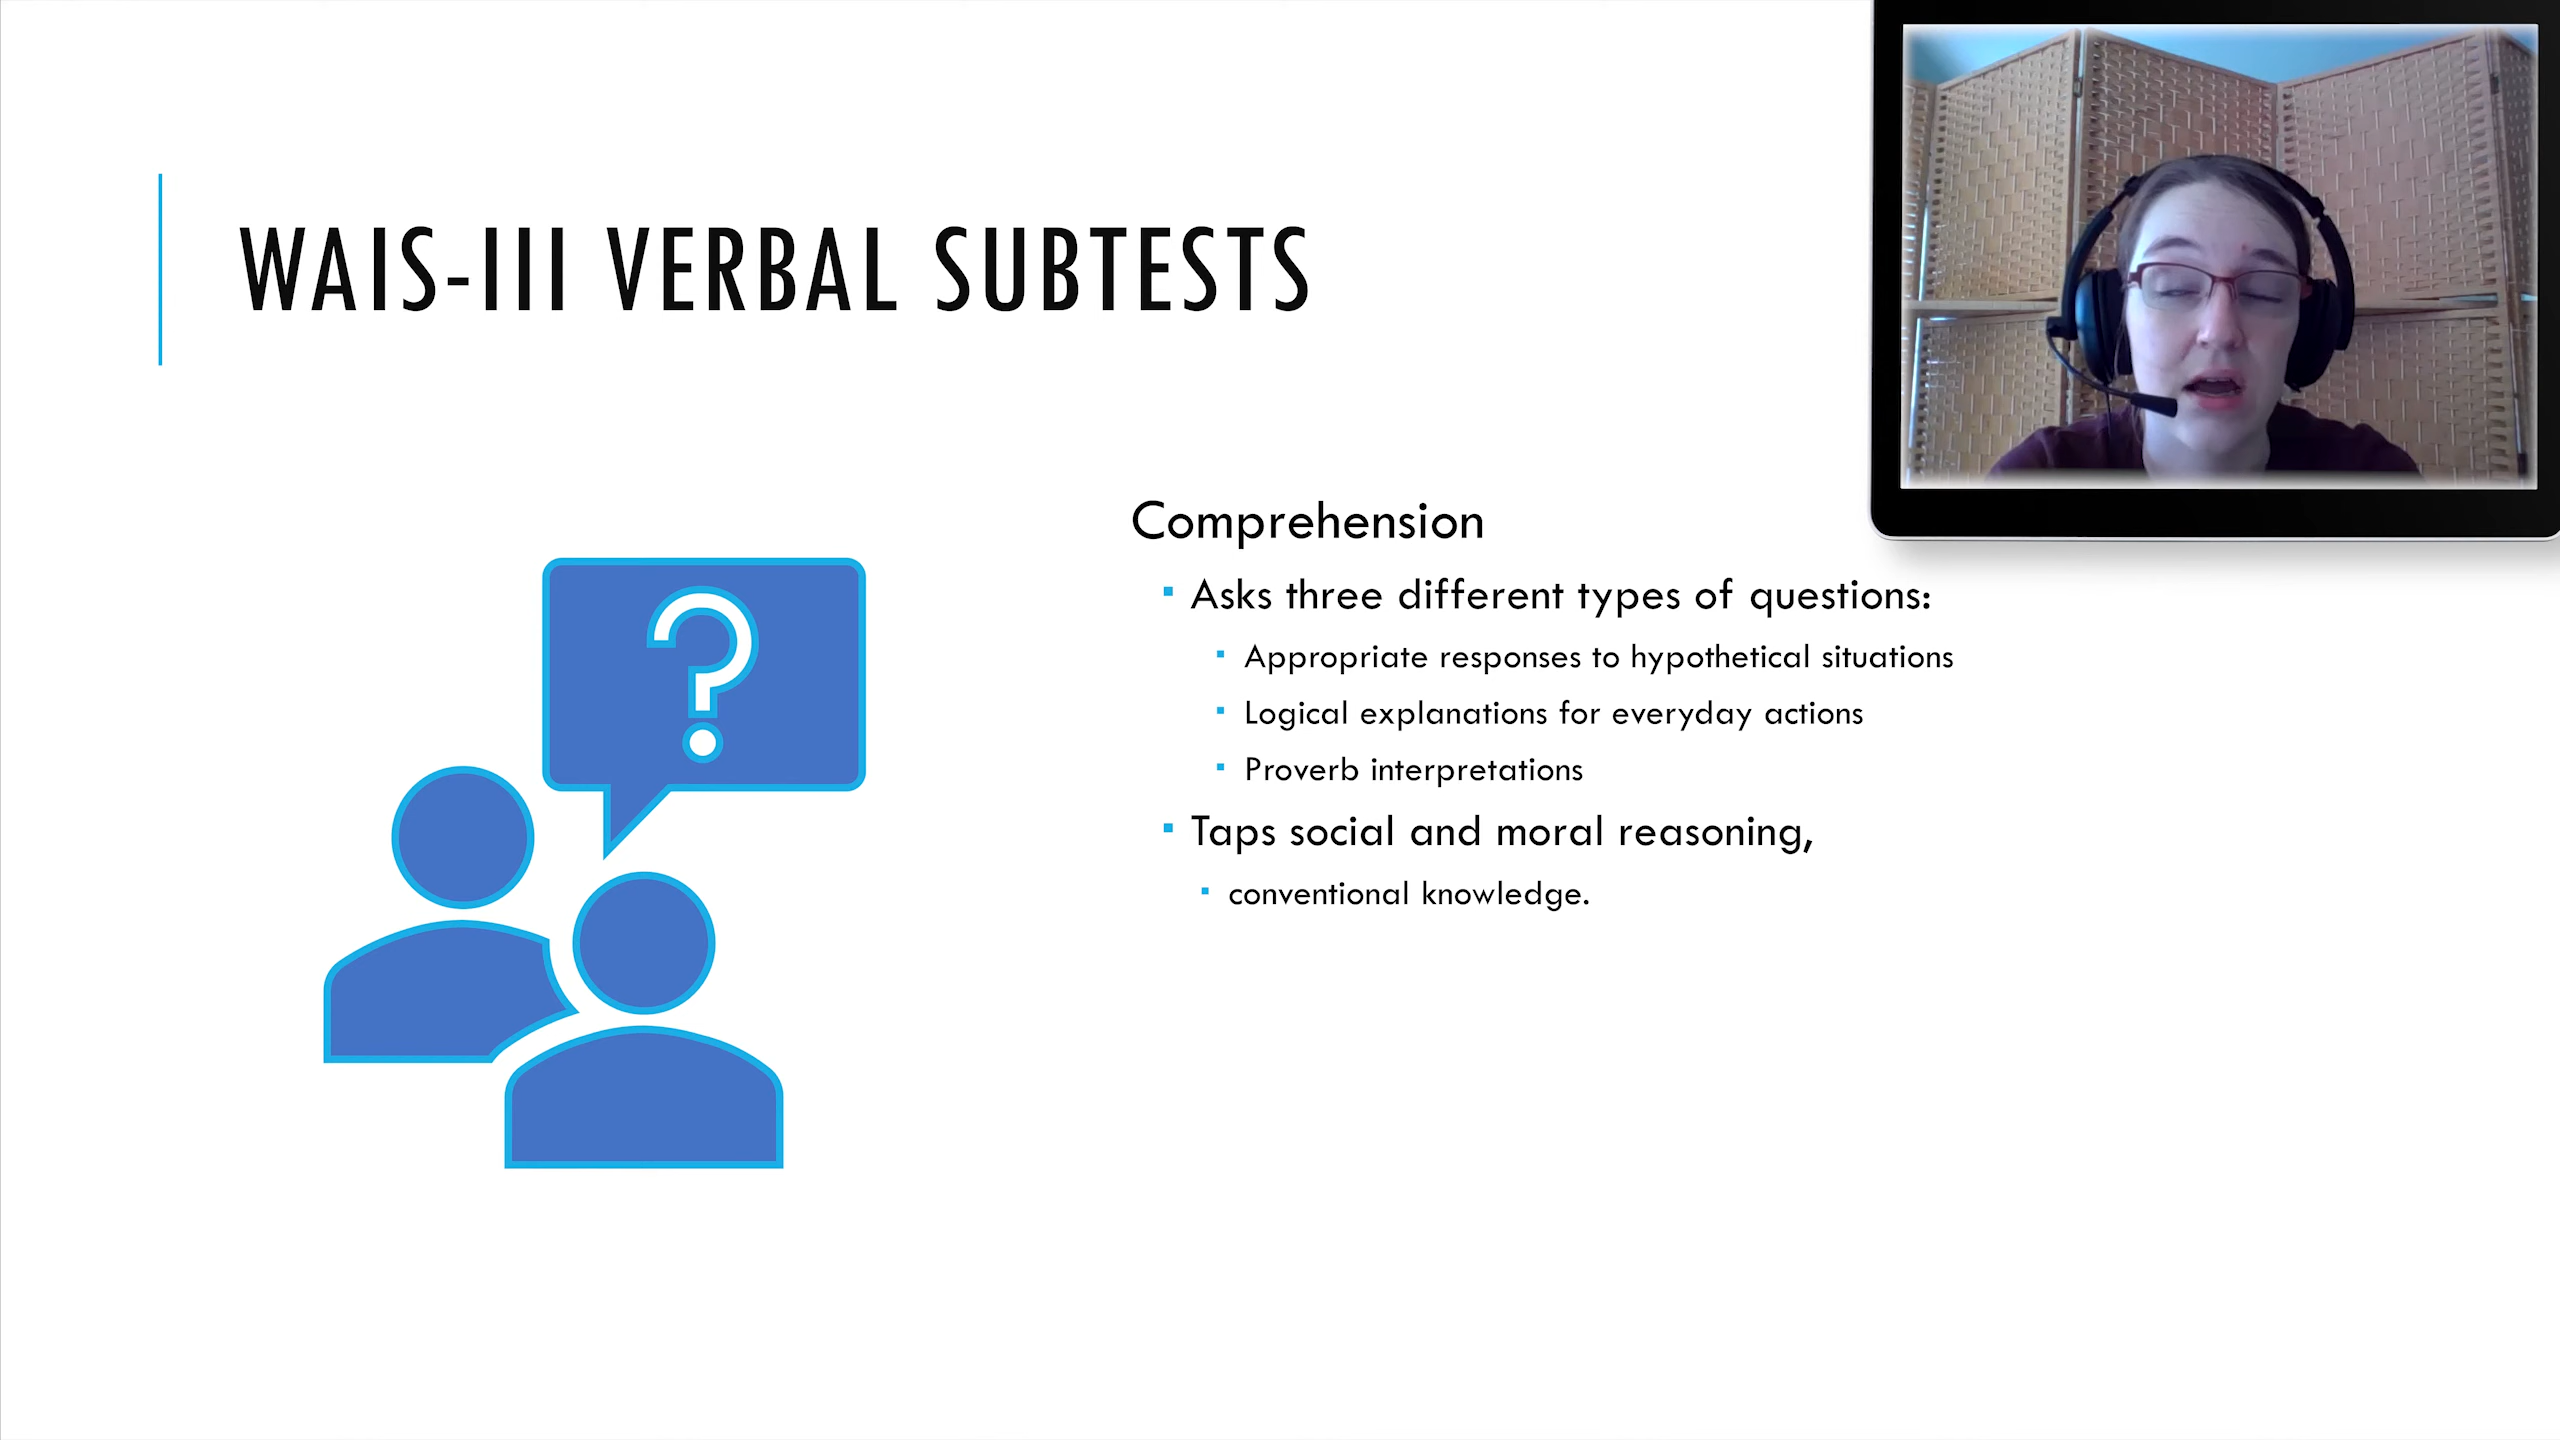 WAIS-III VERBAL SUBTESTS
?
Comprehension
Asks three different types of questions:
Appropriate responses to hypothetical situations
Logical explanations for everyday actions
Proverb interpretations
Taps social and moral reasoning,
conventional knowledge.